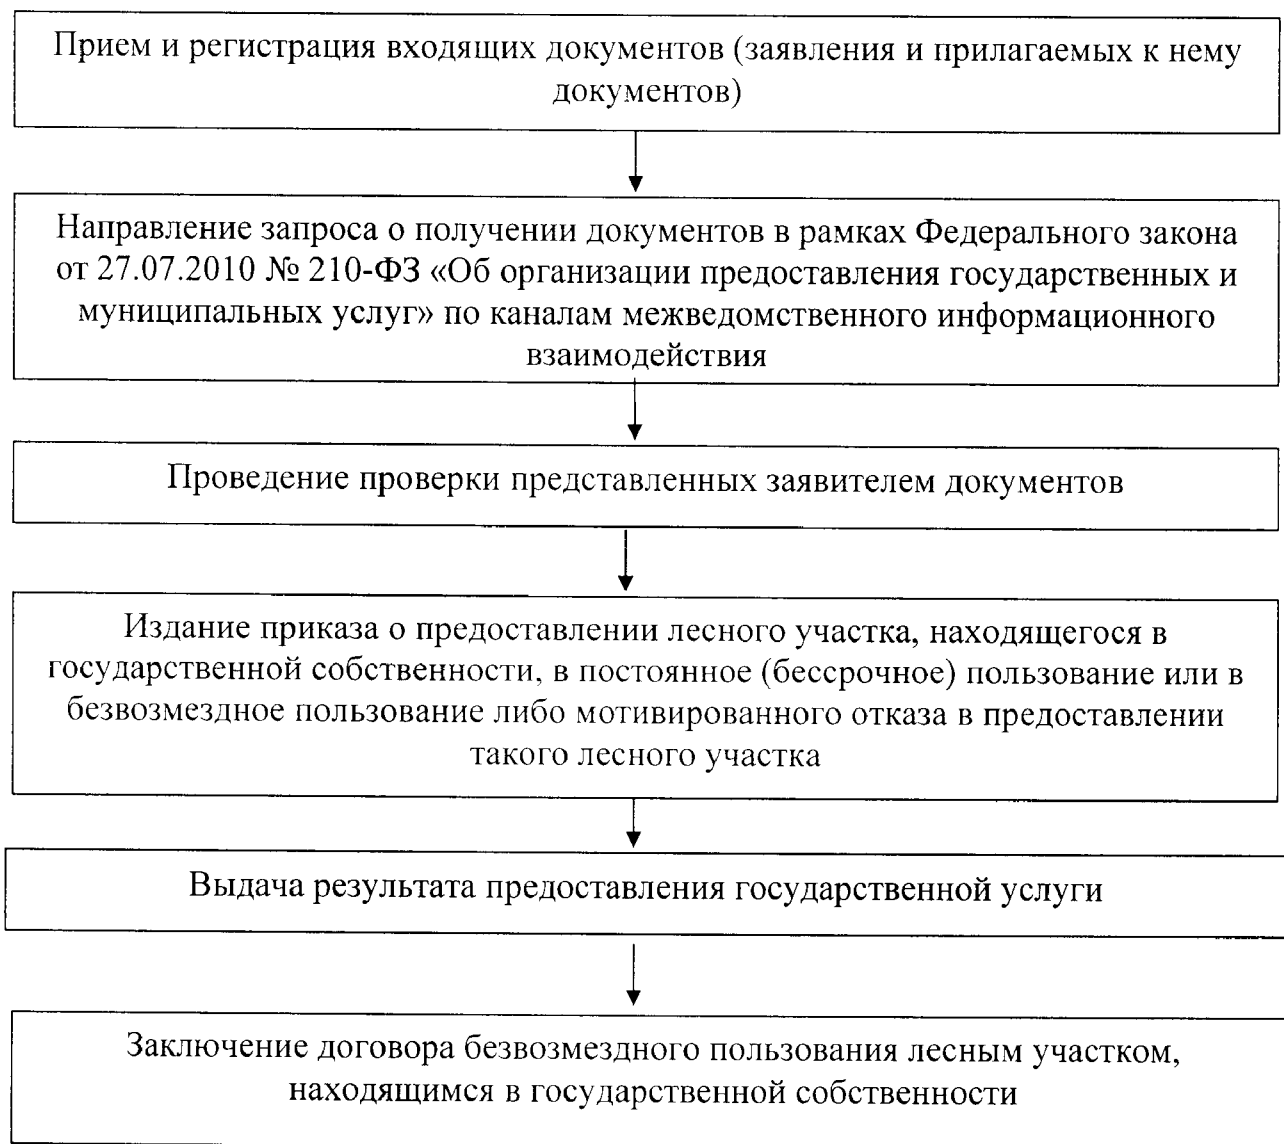 Прием и регистрация входящих документов (заявления и прилагаемых к нему
документов)
Направление запроса о получении документов в рамках Федерального закона
от 27.07.2010 № 210-ФЗ «Об организации предоставления государственных и
муниципальных услуг» по каналам межведомственного информационного
взаимодействия
Проведение проверки представленных заявителем документов
Издание приказа о предоставлении лесного участка, находящегося в
государственной собственности, в постоянное (бессрочное) пользование или в
безвозмездное пользование либо мотивированного отказа в предоставлении
такого лесного участка
Выдача результата предоставления государственной услуги
Заключение договора безвозмездного пользования лесным участком,
находящимся в государственной собственности